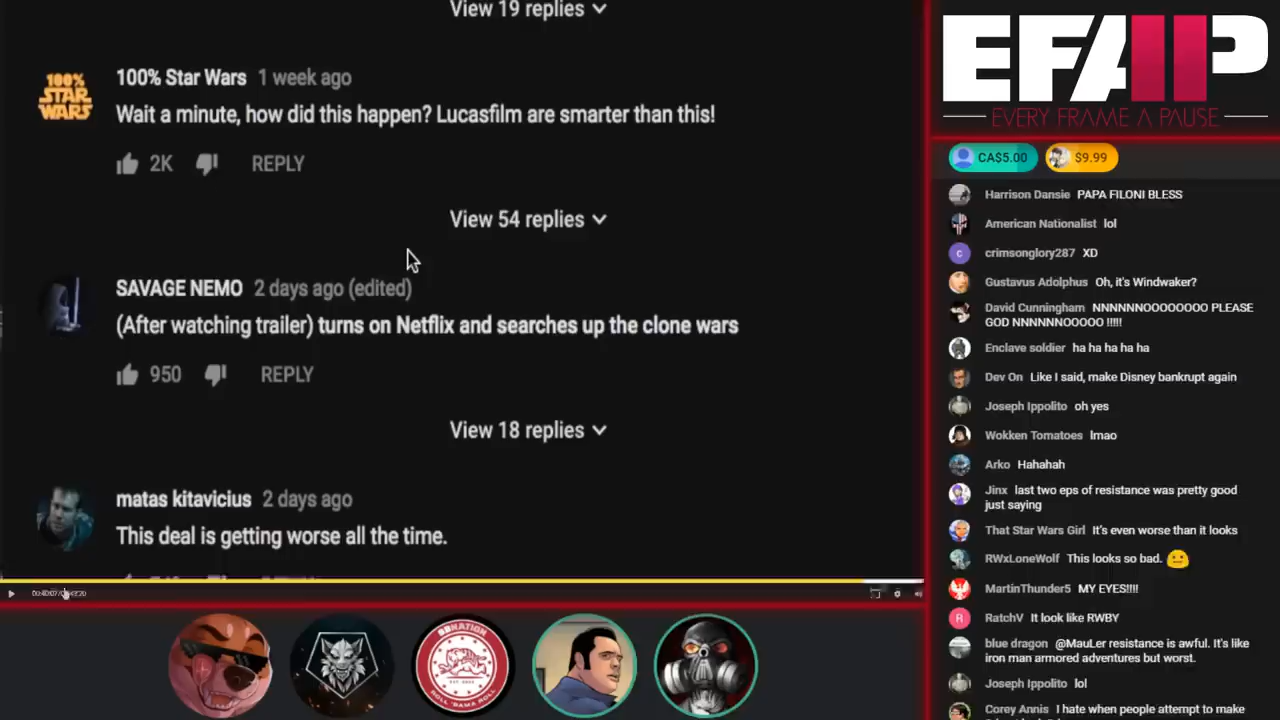 View 19 replies
100% Star Wars 1 week ago
100%
STAR
WARS
Wait a minute, how did this happen? Lucasfilm are smarter than this!
2K REPLY
View 54 replies
SAVAGE NEMO 2 days ago (edited)
(After watching trailer) turns on Netflix and searches up the clone wars
950 REPLY
View 18 replies
matas kitavicius 2 days ago
This deal is getting worse all the time.
BBNATION
ROLL 'DAMA ROLL
EFAP
EVERY FRAME A PAUSE
CA$5.00 $9.99
Harrison Dansie PAPA FILONI BLESS
American Nationalist lol
c crimsonglory287 XD
Gustavus Adolphus Oh, it's Windwaker?
David Cunningham NNNNNNOOOOOOOO PLEASE
GOD NNNNNNOOOOO !!!!!
Enclave soldier ha ha ha ha ha
Dev On Like I said, make Disney bankrupt again
Joseph Ippolito oh yes
Wokken Tomatoes lmao
Arko Hahahah
Jinx last two eps of resistance was pretty good
just saying
That Star Wars Girl It's even worse than it looks
RWxLoneWolf This looks so bad.
MartinThunder5 MY EYES!!!!
R RatchV It look like RWBY
blue dragon @MauLer resistance is awful. It's like
iron man armored adventures but worst.
Joseph Ippolito lol
Corey Annis I hate when people attempt to make